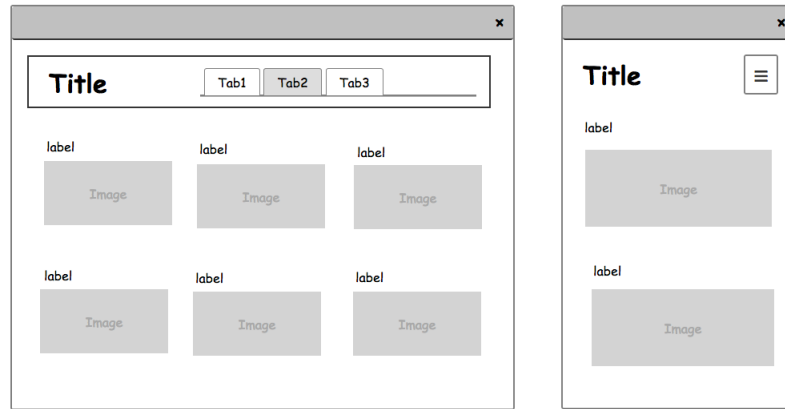 ×
Title
Tab1 Tab2 Tab3
label label label
Image Image Image
label label label
Image Image Image
×
Title ≡
label
Image
label
Image